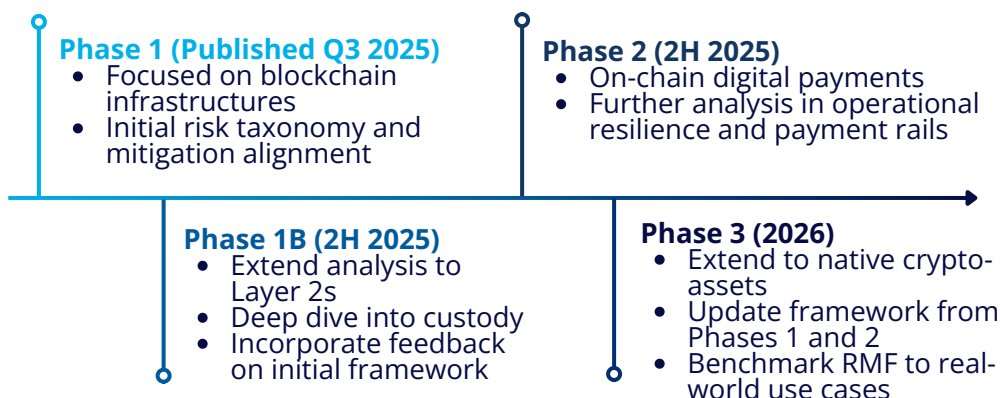 Phase 1 (Published Q3 2025)
• Focused on blockchain
infrastructures
• Initial risk taxonomy and
mitigation alignment
Phase 2 (2H 2025)
• On-chain digital payments
• Further analysis in operational
resilience and payment rails
Phase 1B (2H 2025)
• Extend analysis to
Layer 2s
• Deep dive into custody
• Incorporate feedback
on initial framework
Phase 3 (2026)
• Extend to native crypto-
assets
• Update framework from
Phases 1 and 2
• Benchmark RMF to real-
world use cases